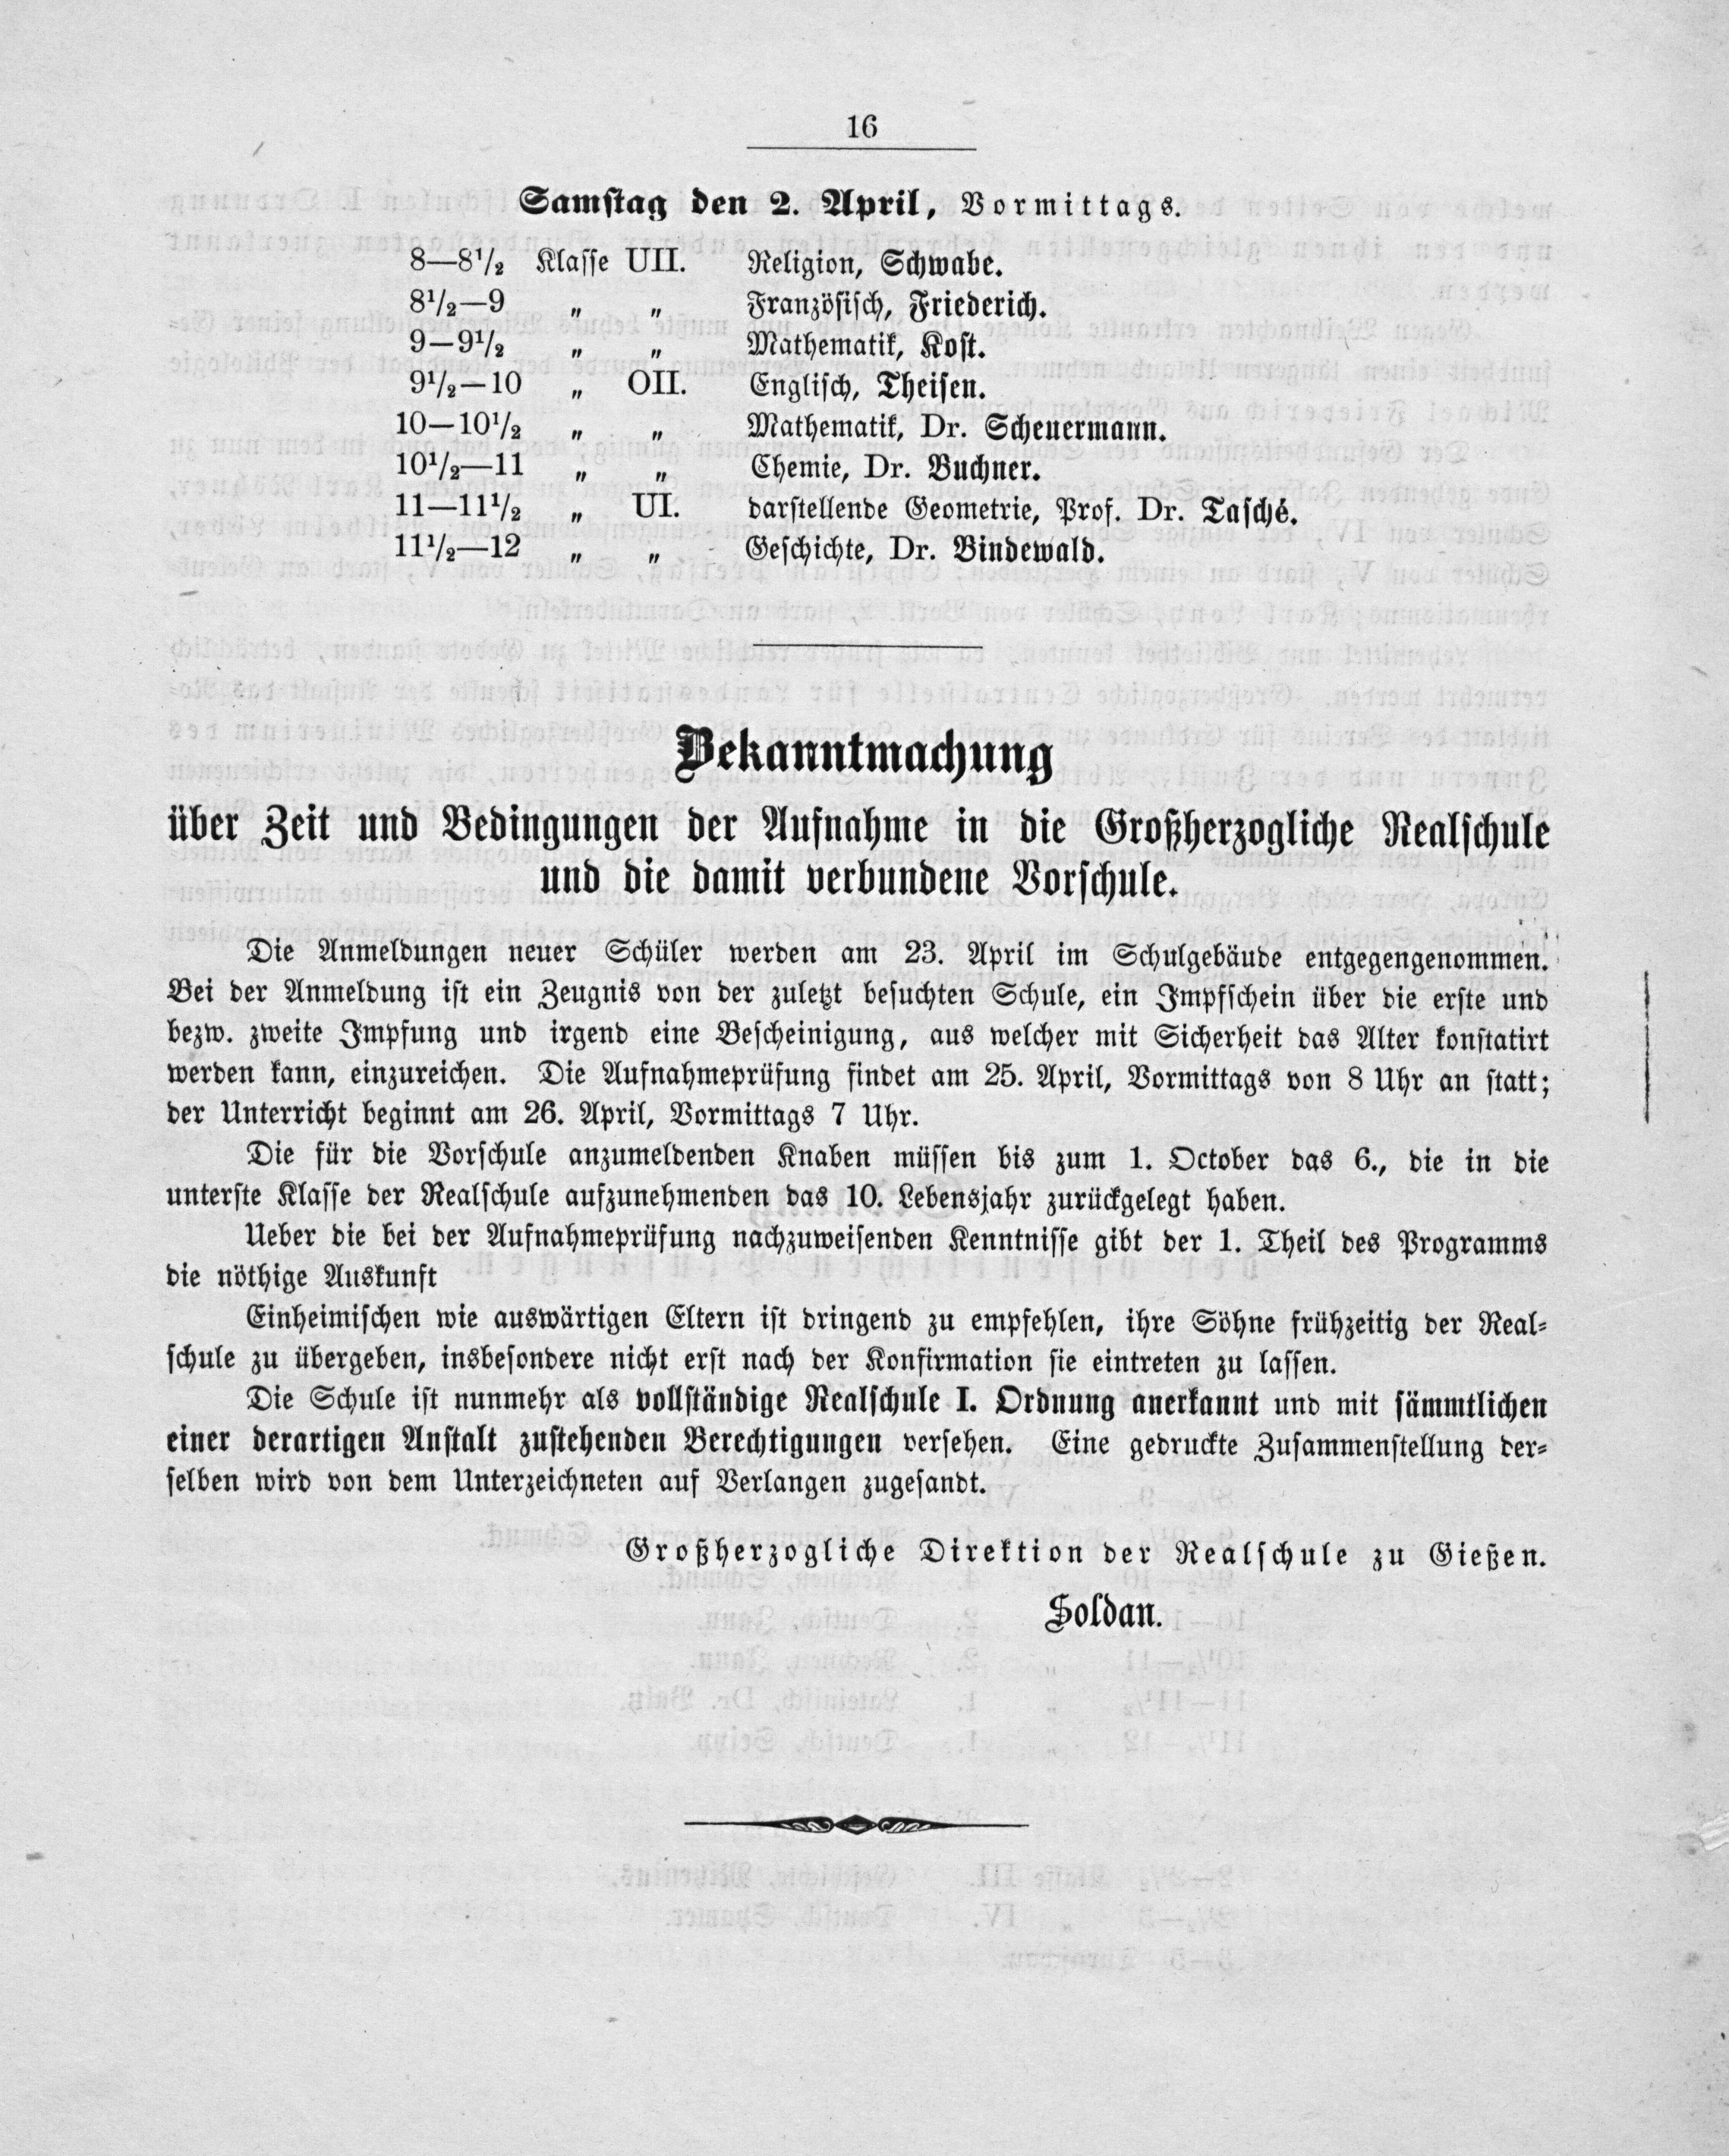 16
Samstag den 2. April, Vormittags.
8—8½ Klasse UII. Religion, Schwabe.
8½—9 „ „ Französisch, Friederich.
9—9½ „ „ Mathematik, Kost.
9½—10 „ OII. Englisch, Theisen.
10—10½ „ „ Mathematik, Dr. Scheuermann.
10½—11 „ „ Chemie, Dr. Buchner.
11—11½ „ UI. darstellende Geometrie, Prof. Dr. Tasché.
11½—12 „ „ Geschichte, Dr. Bindewald.
Bekanntmachung
über Zeit und Bedingungen der Aufnahme in die Großherzogliche Realschule
und die damit verbundene Vorschule.
Die Anmeldungen neuer Schüler werden am 23. April im Schulgebäude entgegengenommen.
Bei der Anmeldung ist ein Zeugnis von der zuletzt besuchten Schule, ein Impfschein über die erste und
bezw. zweite Impfung und irgend eine Bescheinigung, aus welcher mit Sicherheit das Alter konstatirt
werden kann, einzureichen. Die Aufnahmeprüfung findet am 25. April, Vormittags von 8 Uhr an statt;
der Unterricht beginnt am 26. April, Vormittags 7 Uhr.
Die für die Vorschule anzumeldenden Knaben müssen bis zum 1. October das 6., die in die
unterste Klasse der Realschule aufzunehmenden das 10. Lebensjahr zurückgelegt haben.
Ueber die bei der Aufnahmeprüfung nachzuweisenden Kenntnisse gibt der 1. Theil des Programms
die nöthige Auskunft
Einheimischen wie auswärtigen Eltern ist dringend zu empfehlen, ihre Söhne frühzeitig der Real-
schule zu übergeben, insbesondere nicht erst nach der Konfirmation sie eintreten zu lassen.
Die Schule ist nunmehr als vollständige Realschule I. Ordnung anerkannt und mit sämmtlichen
einer derartigen Anstalt zustehenden Berechtigungen versehen. Eine gedruckte Zusammenstellung der-
selben wird von dem Unterzeichneten auf Verlangen zugesandt.
Großherzogliche Direktion der Realschule zu Gießen.
Soldan.